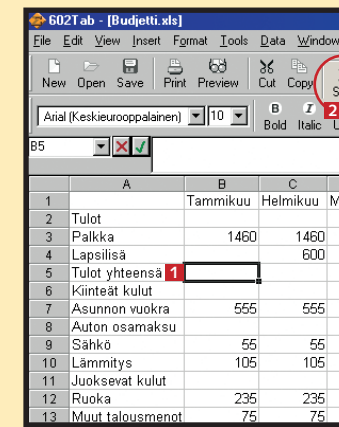 602Tab - [Budjetti.xls]
File Edit View Insert Format Tools Data Window
New Open Save Print Preview Cut Copy
Arial (Keskieurooppalainen) 10 Bold Italic
2
B5
A B C
1 Tammikuu Helmikuu
2 Tulot
3 Palkka 1460 1460
4 Lapsilisä 600
5 Tulot yhteensä 1
6 Kiinteät kulut
7 Asunnon vuokra 555 555
8 Auton osamaksu
9 Sähkö 55 55
10 Lämmitys 105 105
11 Juoksevat kulut
12 Ruoka 235 235
13 Muut talousmenot 75 75